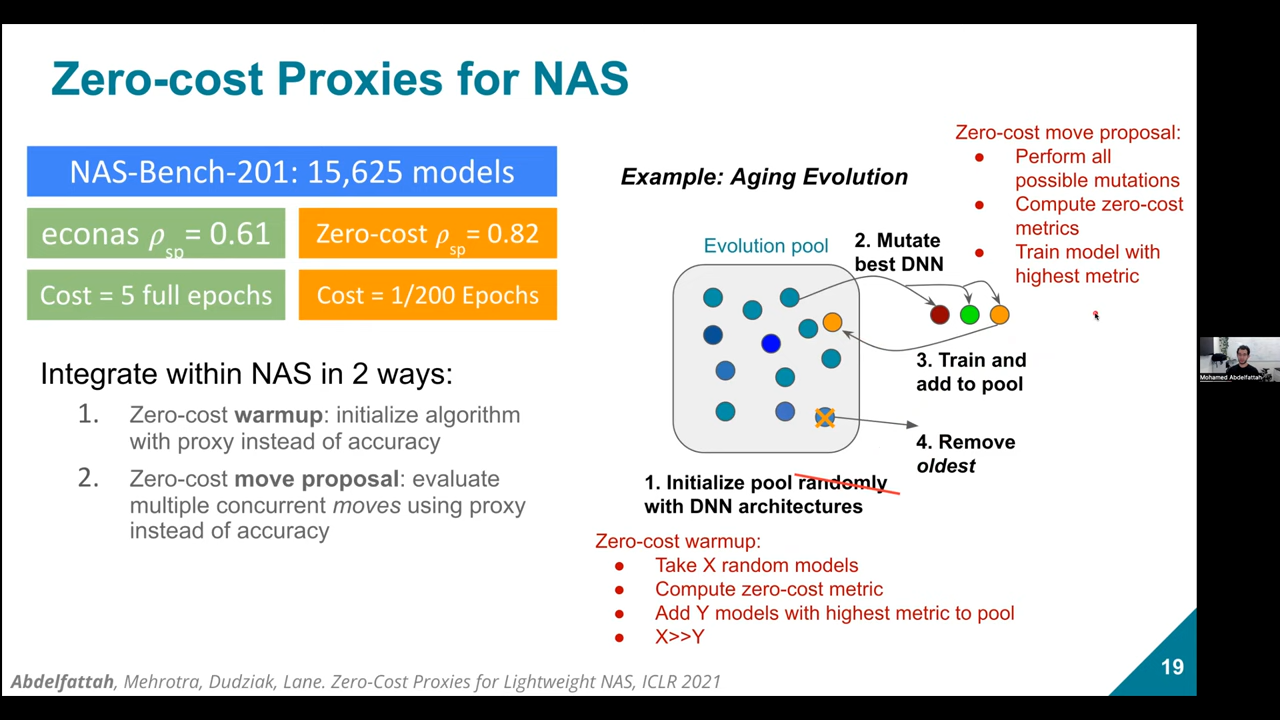 Zero-cost Proxies for NAS
NAS-Bench-201: 15,625 models
econas ρsp= 0.61
Zero-cost ρsp= 0.82
Cost = 5 full epochs
Cost = 1/200 Epochs
Integrate within NAS in 2 ways:
1. Zero-cost warmup: initialize algorithm
with proxy instead of accuracy
2. Zero-cost move proposal: evaluate
multiple concurrent moves using proxy
instead of accuracy
Example: Aging Evolution
Evolution pool
2. Mutate
best DNN
3. Train and
add to pool
4. Remove
oldest
1. Initialize pool randomly
with DNN architectures
Zero-cost move proposal:
● Perform all
possible mutations
● Compute zero-cost
metrics
● Train model with
highest metric
Zero-cost warmup:
● Take X random models
● Compute zero-cost metric
● Add Y models with highest metric to pool
● X>>Y
Abdelfattah, Mehrotra, Dudziak, Lane. Zero-Cost Proxies for Lightweight NAS, ICLR 2021
19
Mohamed Abdelfattah